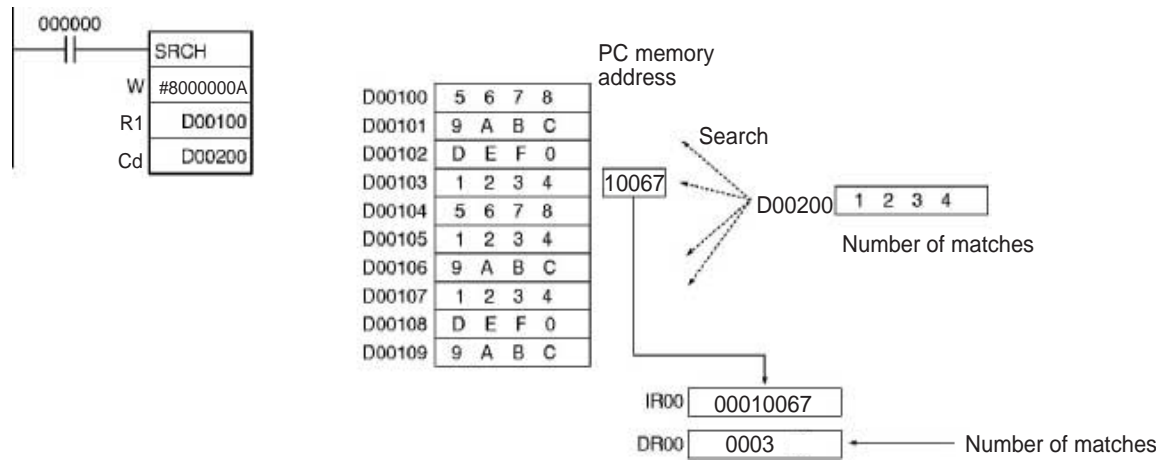 000000
SRCH
W #8000000A
R1 D00100
Cd D00200
PC memory
address
D00100 5 6 7 8
D00101 9 A B C
D00102 D E F 0
D00103 1 2 3 4
D00104 5 6 7 8
D00105 1 2 3 4
D00106 9 A B C
D00107 1 2 3 4
D00108 D E F 0
D00109 9 A B C
10067
Search
D00200 1 2 3 4
Number of matches
IR00 00010067
DR00 0003 Number of matches